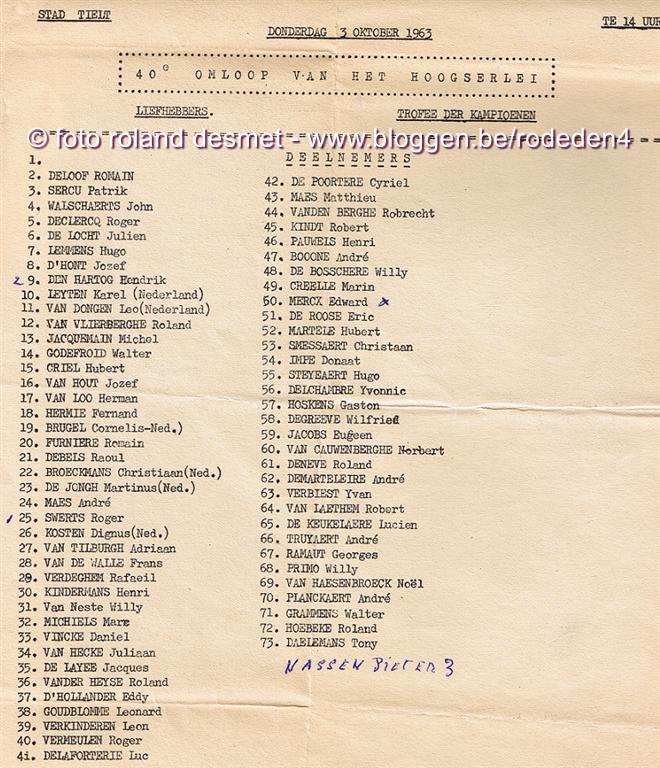 STAD TIELT
DONDERDAG 3 OKTOBER 1963
TE 14 UUR
40e OMLOOP VAN HET HOOGSERLEI
LIEFHEBBERS.
TROFEE DER KAMPIOENEN
© foto roland desmet - www.bloggen.be/rodeden4
DEELNEMERS
1.
2. DELOOF ROMAIN
3. SERCU Patrik
4. WALSCHAERTS John
5. DECLERCQ Roger
6. DE LOCHT Julien
7. LEMMENS Hugo
8. D'HONT Jozef
2 9. DEN HARTOG Hendrik
10. LEYTEN Karel (Nederland)
11. VAN DONGEN Leo(Nederland)
12. VAN VLIERBERGHE Roland
13. JACQUEMAIN Michel
14. GODEFROID Walter
15. CRIEL Hubert
16. VAN HOUT Jozef
17. VAN LOO Herman
18. HERMIE Fernand
19. BRUGEL Cornelis-Ned.)
20. FURNIERE Romain
21. DEBELS Raoul
22. BROECKMANS Christiaan(Ned.)
23. DE JONGH Martinus(Ned.)
24. MAES André
1 25. SWERTS Roger
26. KOSTEN Dignus(Ned.)
27. VAN TILBURGH Adriaan
28. VAN DE WALLE Frans
29. VERDEGHEM Rafaeil
30. KINDERMANS Henri
31. Van Neste Willy
32. MICHIELS Marx
33. VINCKE Daniel
34. VAN HECKE Juliaan
35. DE LAYEE Jacques
36. VANDER HEYSE Roland
37. D'HOLLANDER Eddy
38. GOUDBLOMME Leonard
39. VERKINDEREN Leon
40. VERMEULEN Roger
4i. DELAFORTERIE Luc
42. DE POORTERE Cyriel
43. MAES Matthieu
44. VANDEN BERGHE Robrecht
45. KINDT Robert
46. PAUWELS Henri
47. BOOONE André
48. DE BOSSCHERE Willy
49. CREELLE Marin
50. MERCX Edward x
51. DE ROOSE Eric
52. MARTELE Hubert
53. SMESSAERT Christaan
54. IMPE Donaat
55. STEYEAERT Hugo
56. DELCHAMBRE Yvonnic
57. HOSKENS Gaston
58. DEGREEVE Wilfried
59. JACOBS Eugeen
60. VAN CAUWENBERGHE Norbert
61. DENEVE Roland
62. DEMARTELEIRE André
63. VERBIEST Yvan
64. VAN LAETHEM Robert
65. DE KEUKELAERE Lucien
66. TRUYAERT André
67. RAMAUT Georges
68. PRIMO Willy
69. VAN HAESENBROECK Noël
70. PLANCKAERT André
71. GRAMMENS Walter
72. HOEBEKE Roland
73. DAELEMANS Tony
NASSEN PIETER 3